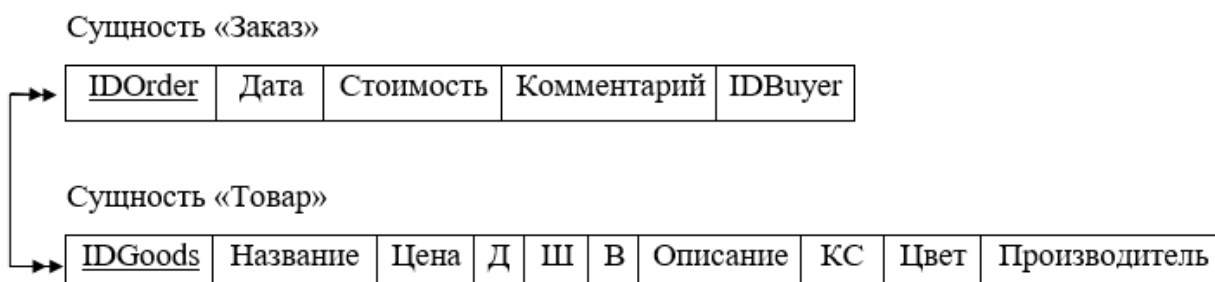 Сущность «Заказ»
IDOrder Дата Стоимость Комментарий IDBuyer
Сущность «Товар»
IDGoods Название Цена Д Ш В Описание КС Цвет Производитель